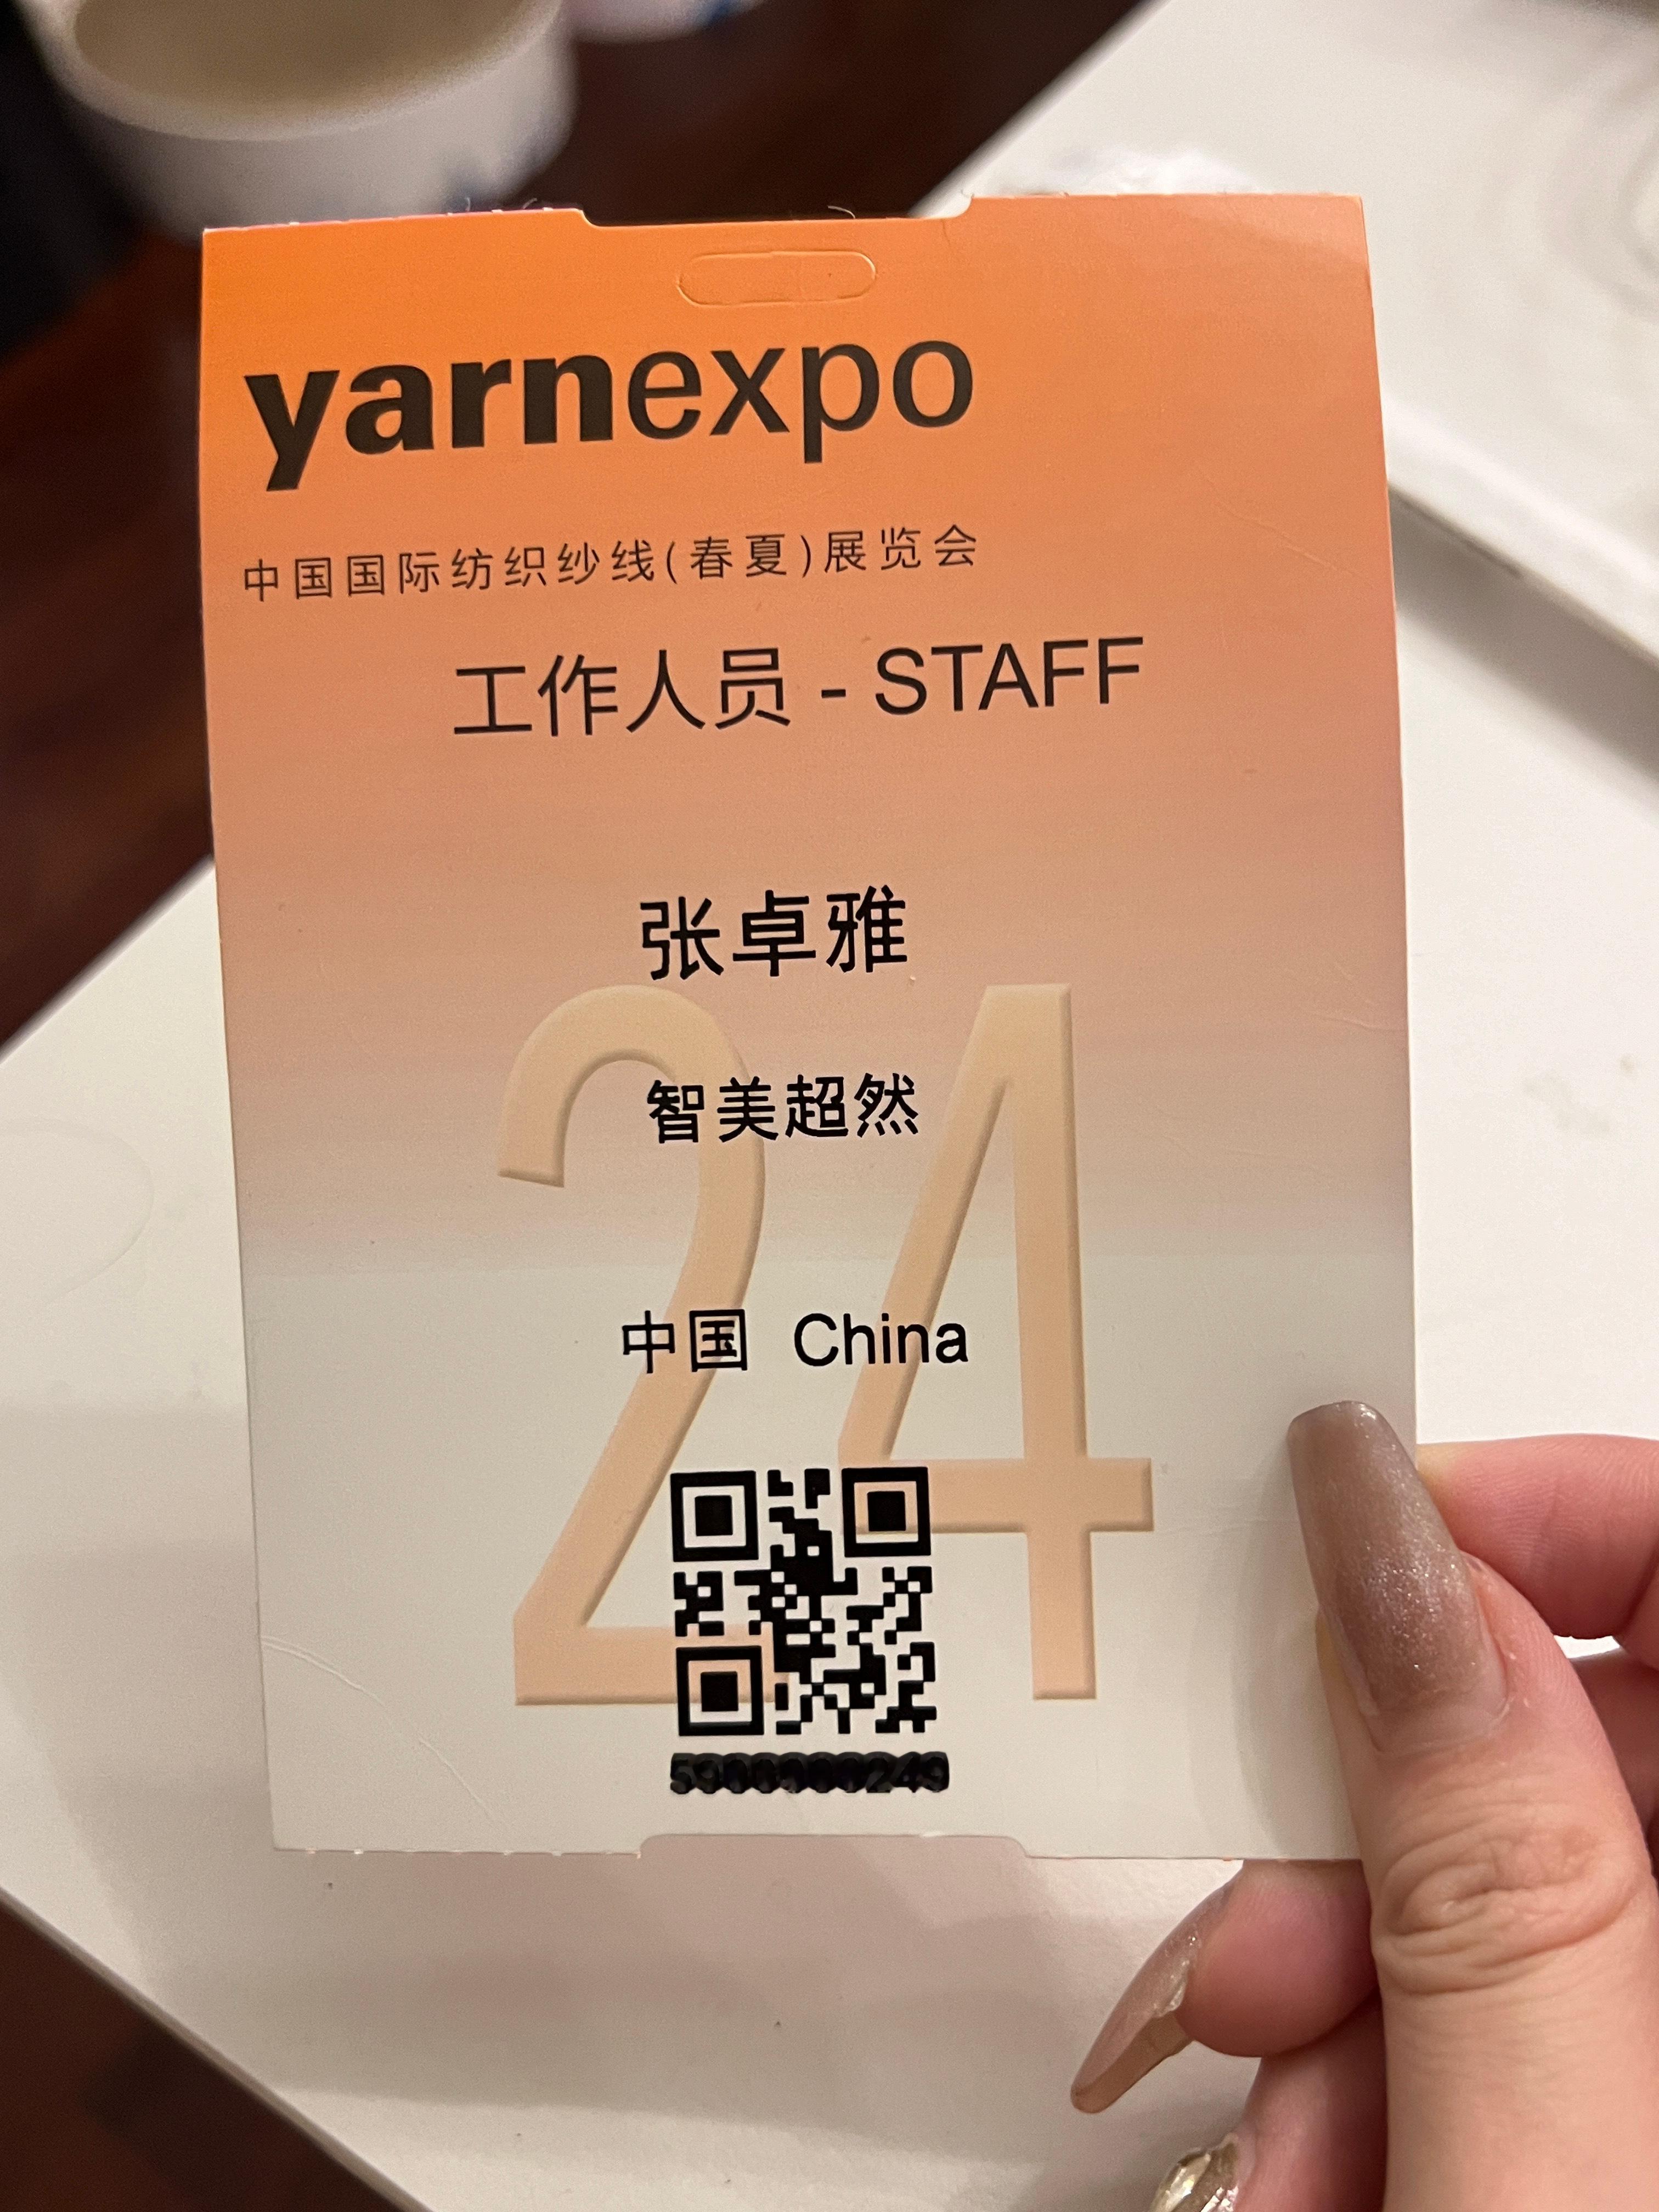 yarnexpo
中国国际纺织纱线(春夏)展览会
工作人员 - STAFF
张卓雅
智美超然
中国 China
24